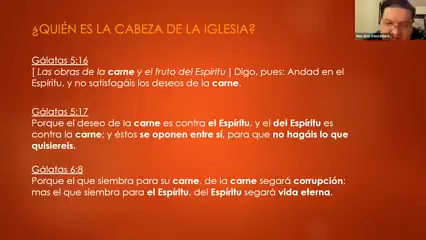 ¿QUIÉN ES LA CABEZA DE LA IGLESIA?
Gálatas 5:16
[ Las obras de la carne y el fruto del Espíritu ] Digo, pues: Andad en el
Espíritu, y no satisfagáis los deseos de la carne.
Gálatas 5:17
Porque el deseo de la carne es contra el Espíritu, y el del Espíritu es
contra la carne; y éstos se oponen entre sí, para que no hagáis lo que
quisiereis.
Gálatas 6:8
Porque el que siembra para su carne, de la carne segará corrupción;
mas el que siembra para el Espíritu, del Espíritu segará vida eterna.